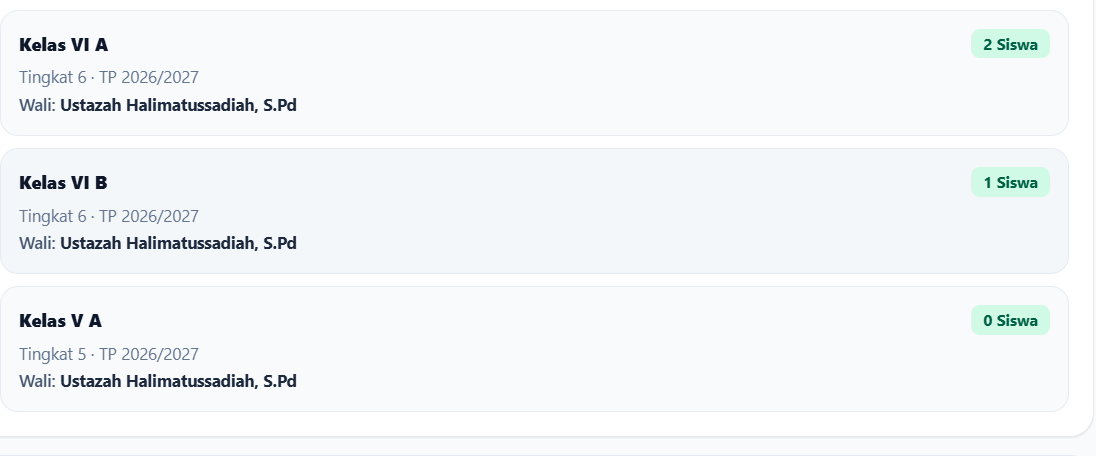 Kelas VI A
2 Siswa
Tingkat 6 · TP 2026/2027
Wali: Ustazah Halimatussadiah, S.Pd
Kelas VI B
1 Siswa
Tingkat 6 · TP 2026/2027
Wali: Ustazah Halimatussadiah, S.Pd
Kelas V A
0 Siswa
Tingkat 5 · TP 2026/2027
Wali: Ustazah Halimatussadiah, S.Pd